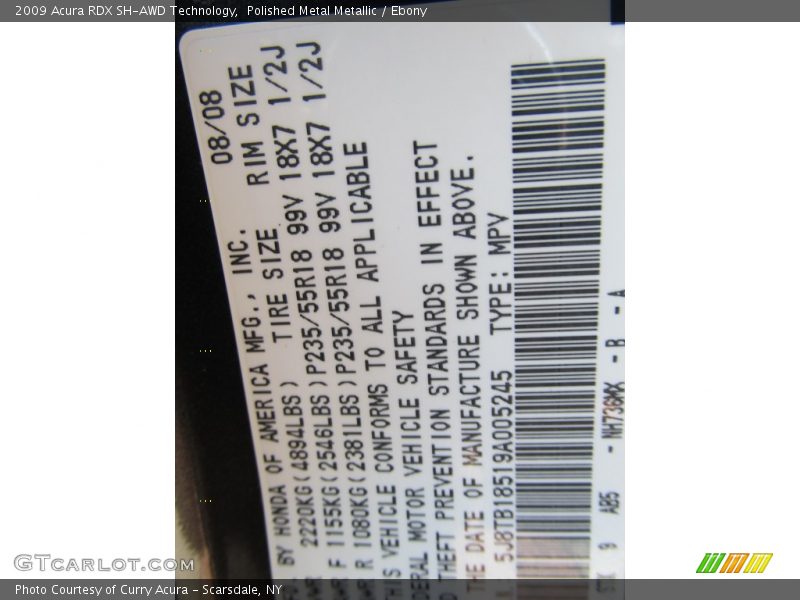 2009 Acura RDX SH-AWD Technology, Polished Metal Metallic / Ebony
BY HONDA OF AMERICA MFG., INC. 08/08
TIRE SIZE RIM SIZE
2220KG(4894LBS) P235/55R18 99V 18X7 1/2J
F 1155KG(2546LBS) P235/55R18 99V 18X7 1/2J
R 1080KG(2381LBS)
VEHICLE CONFORMS TO ALL APPLICABLE
MOTOR VEHICLE SAFETY
THEFT PREVENTION STANDARDS IN EFFECT
THE DATE OF MANUFACTURE SHOWN ABOVE.
5J8TB18519A005245 TYPE: MPV
9 AB5 - NH736MX - B - A
GTCarLot.com
Photo Courtesy of Curry Acura - Scarsdale, NY